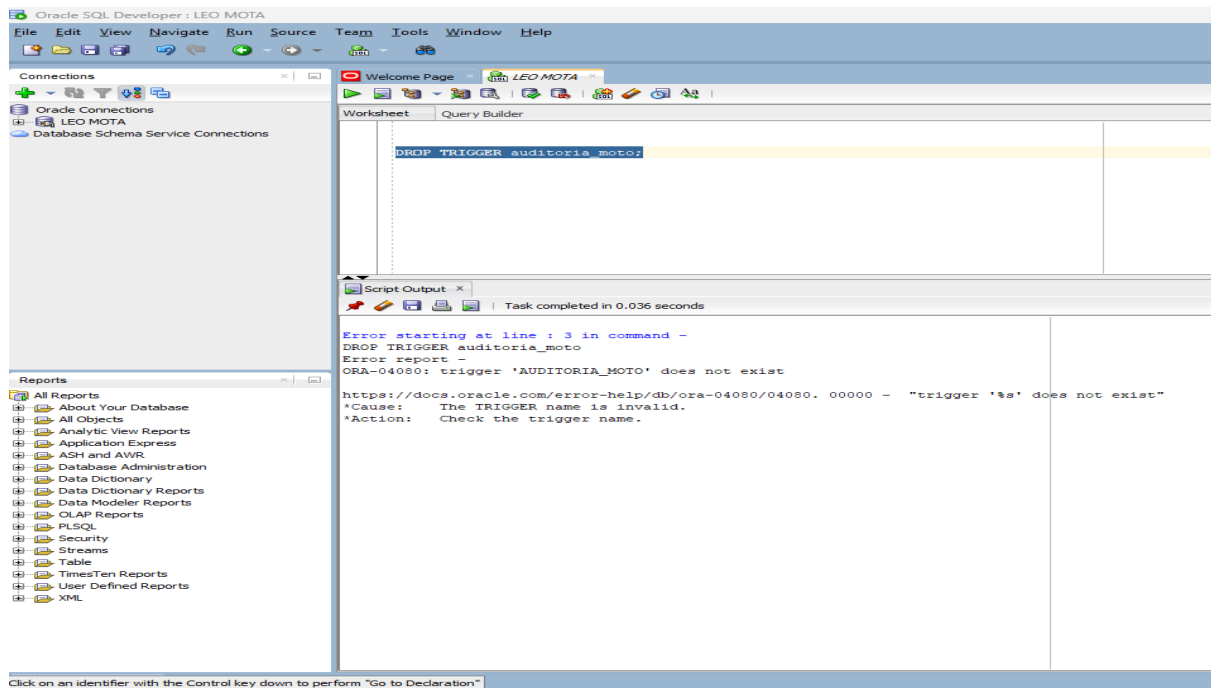 Oracle SQL Developer : LEO MOTA
File Edit View Navigate Run Source Team Tools Window Help
Connections
Oracle Connections
LEO MOTA
Database Schema Service Connections
Reports
All Reports
About Your Database
All Objects
Analytic View Reports
Application Express
ASH and AWR
Database Administration
Data Dictionary
Data Dictionary Reports
Data Modeler Reports
OLAP Reports
PLSQL
Security
Streams
Table
TimesTen Reports
User Defined Reports
XML
Welcome Page LEO MOTA
Worksheet Query Builder
DROP TRIGGER auditoria_moto;
Script Output
Task completed in 0.036 seconds
Error starting at line : 3 in command -
DROP TRIGGER auditoria_moto
Error report -
ORA-04080: trigger 'AUDITORIA_MOTO' does not exist
https://docs.oracle.com/error-help/db/ora-04080/04080. 00000 - "trigger '%s' does not exist"
*Cause: The TRIGGER name is invalid.
*Action: Check the trigger name.
Click on an identifier with the Control key down to perform "Go to Declaration"